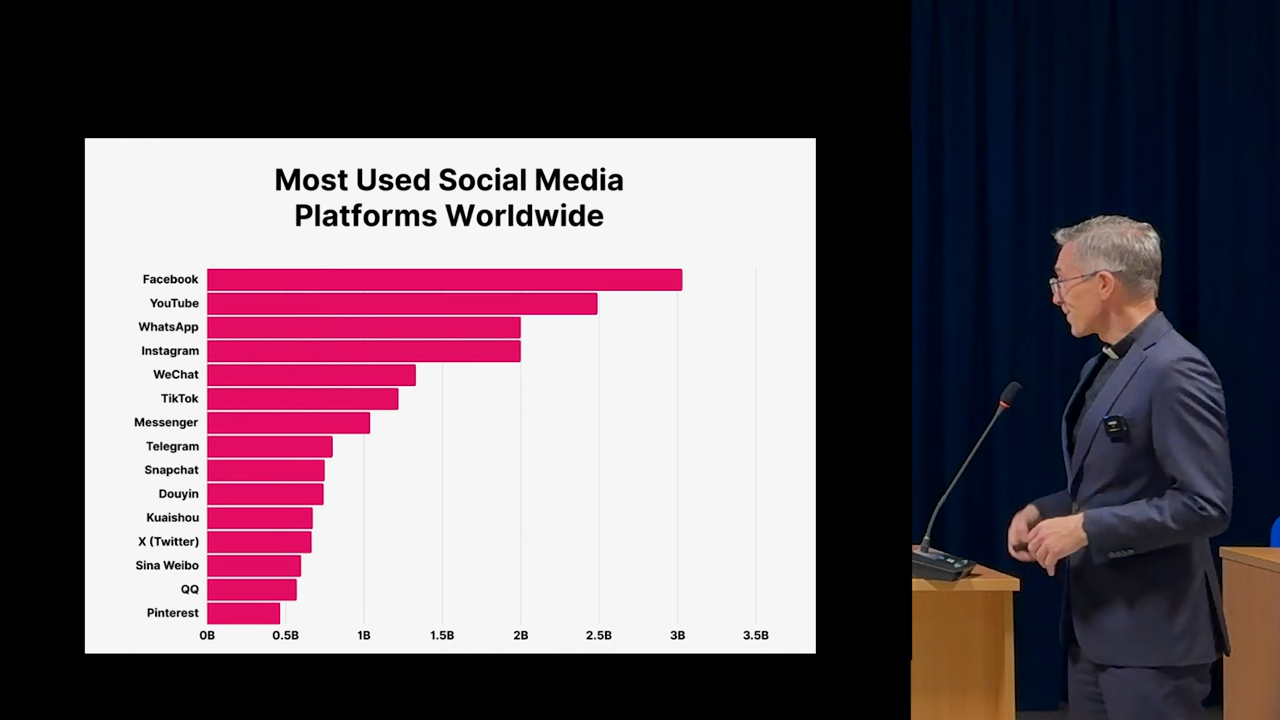 Most Used Social Media
Platforms Worldwide
Facebook
YouTube
WhatsApp
Instagram
WeChat
TikTok
Messenger
Telegram
Snapchat
Douyin
Kuaishou
X (Twitter)
Sina Weibo
QQ
Pinterest
0B 0.5B 1B 1.5B 2B 2.5B 3B 3.5B